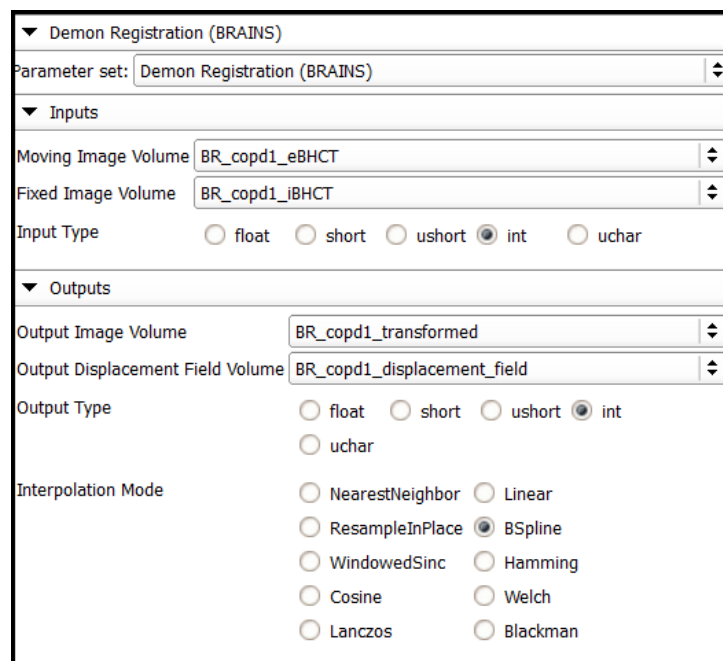 Demon Registration (BRAINS)
Parameter set: Demon Registration (BRAINS)
Inputs
Moving Image Volume BR_copd1_eBHCT
Fixed Image Volume BR_copd1_iBHCT
Input Type float short ushort int uchar
Outputs
Output Image Volume BR_copd1_transformed
Output Displacement Field Volume BR_copd1_displacement_field
Output Type float short ushort int
uchar
Interpolation Mode NearestNeighbor Linear
ResampleInPlace BSpline
WindowedSinc Hamming
Cosine Welch
Lanczos Blackman